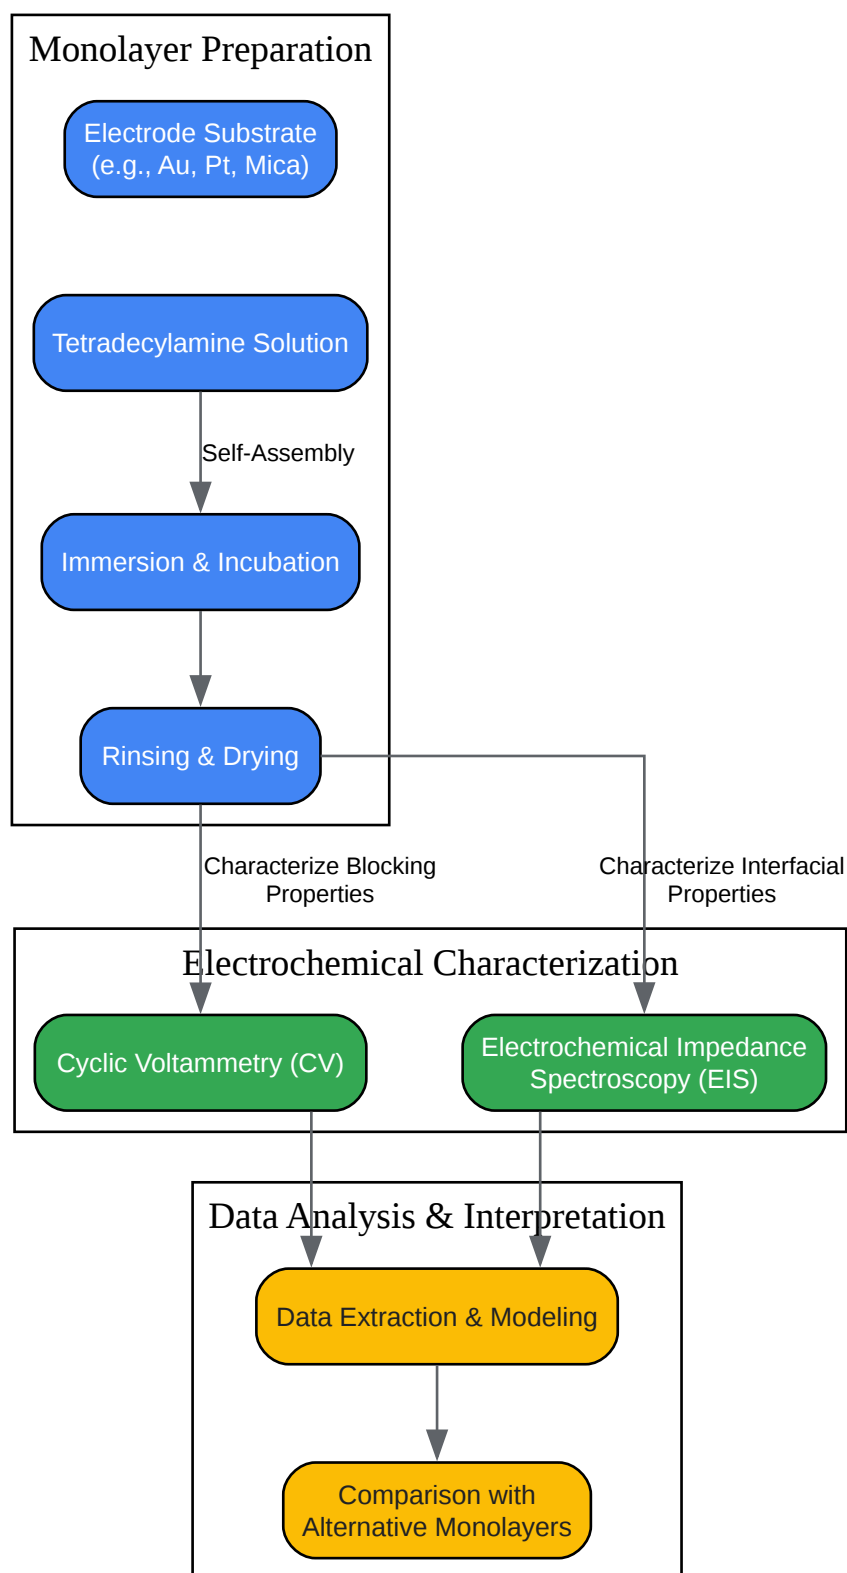 Monolayer Preparation
Electrode Substrate
(e.g., Au, Pt, Mica)
Tetradecylamine Solution
Self-Assembly
Immersion & Incubation
Rinsing & Drying
Characterize Blocking
Properties
Characterize Interfacial
Properties
Electrochemical Characterization
Cyclic Voltammetry (CV)
Electrochemical Impedance
Spectroscopy (EIS)
Data Analysis & Interpretation
Data Extraction & Modeling
Comparison with
Alternative Monolayers